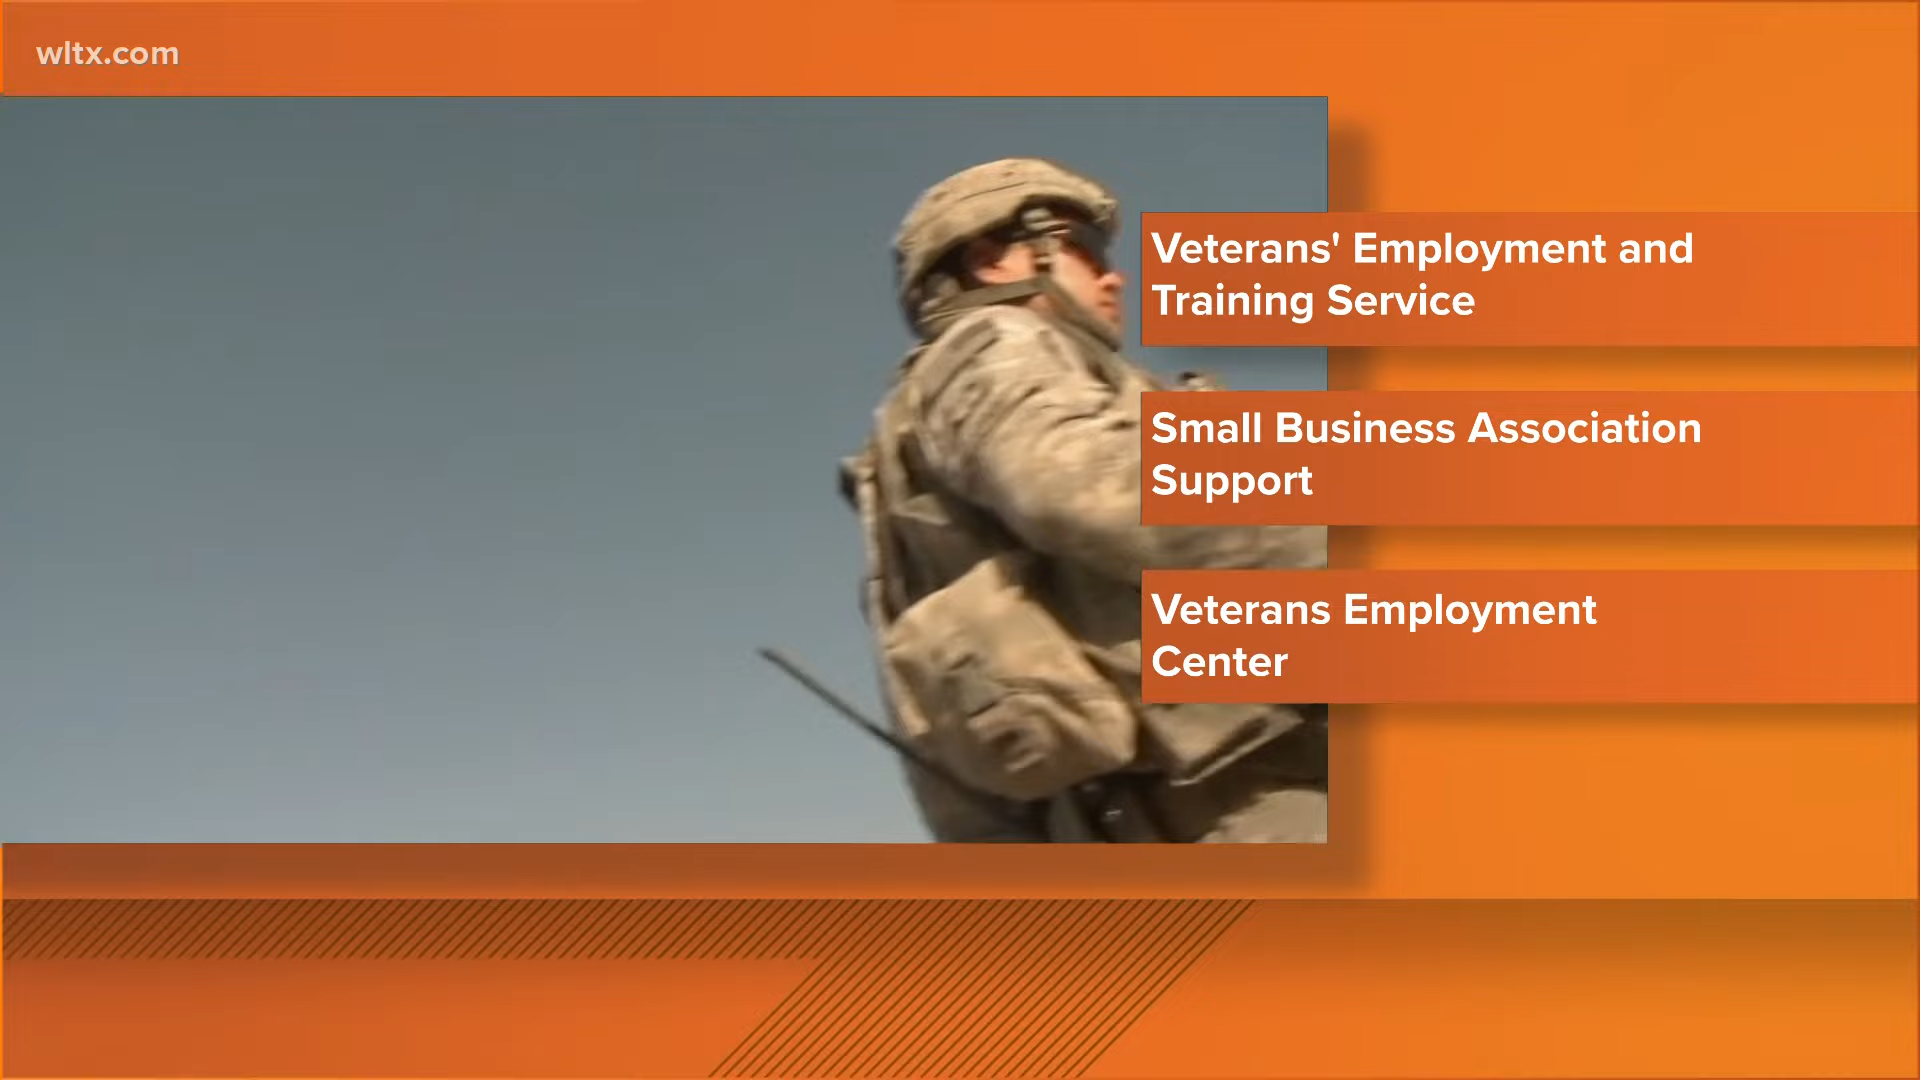 wltx.com
Veterans' Employment and
Training Service
Small Business Association
Support
Veterans Employment
Center